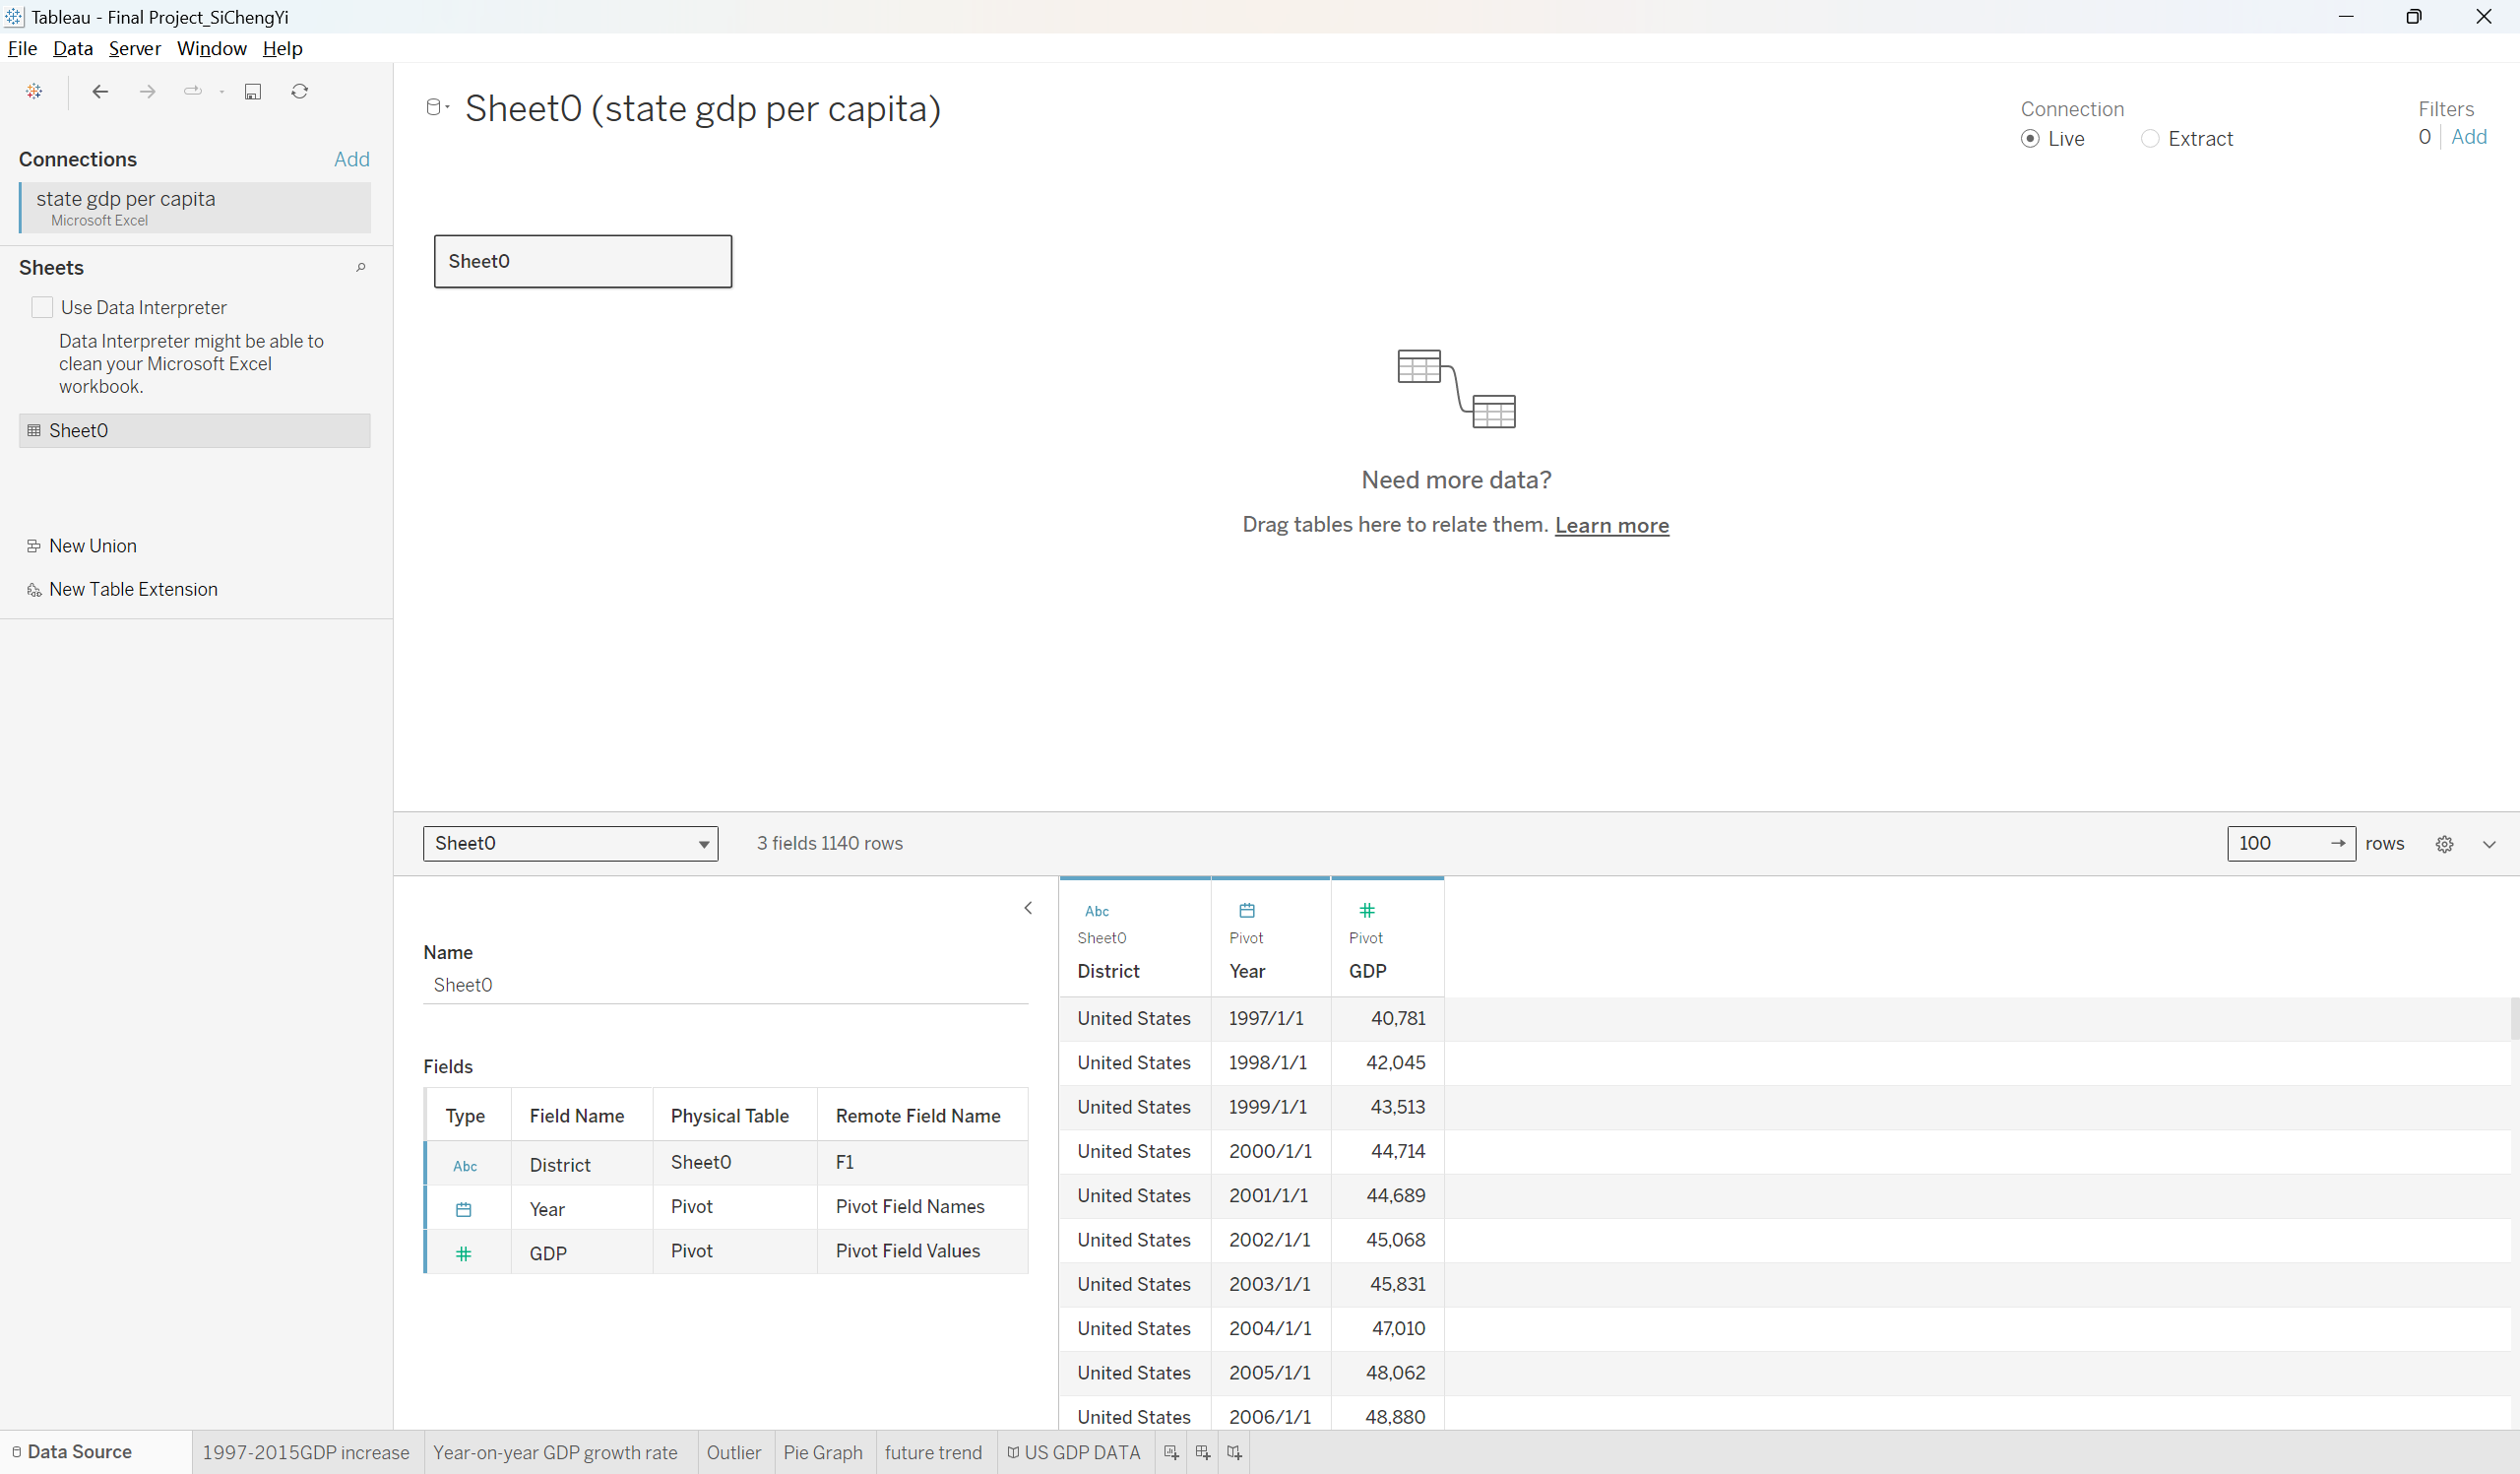 Tableau - Final Project_SiChengYi
File Data Server Window Help
Sheet0 (state gdp per capita)
Connection
Live Extract
Filters
0 Add
Connections Add
state gdp per capita
Microsoft Excel
Sheets
Use Data Interpreter
Data Interpreter might be able to
clean your Microsoft Excel
workbook.
Sheet0
New Union
New Table Extension
Sheet0
Need more data?
Drag tables here to relate them. Learn more
Sheet0 3 fields 1140 rows 100 rows
Name
Sheet0
Fields
Type Field Name Physical Table Remote Field Name
Abc District Sheet0 F1
Year Pivot Pivot Field Names
GDP Pivot Pivot Field Values
Abc
Sheet0 Pivot Pivot
District Year GDP
United States 1997/1/1 40,781
United States 1998/1/1 42,045
United States 1999/1/1 43,513
United States 2000/1/1 44,714
United States 2001/1/1 44,689
United States 2002/1/1 45,068
United States 2003/1/1 45,831
United States 2004/1/1 47,010
United States 2005/1/1 48,062
United States 2006/1/1 48,880
Data Source 1997-2015GDP increase Year-on-year GDP growth rate Outlier Pie Graph future trend US GDP DATA